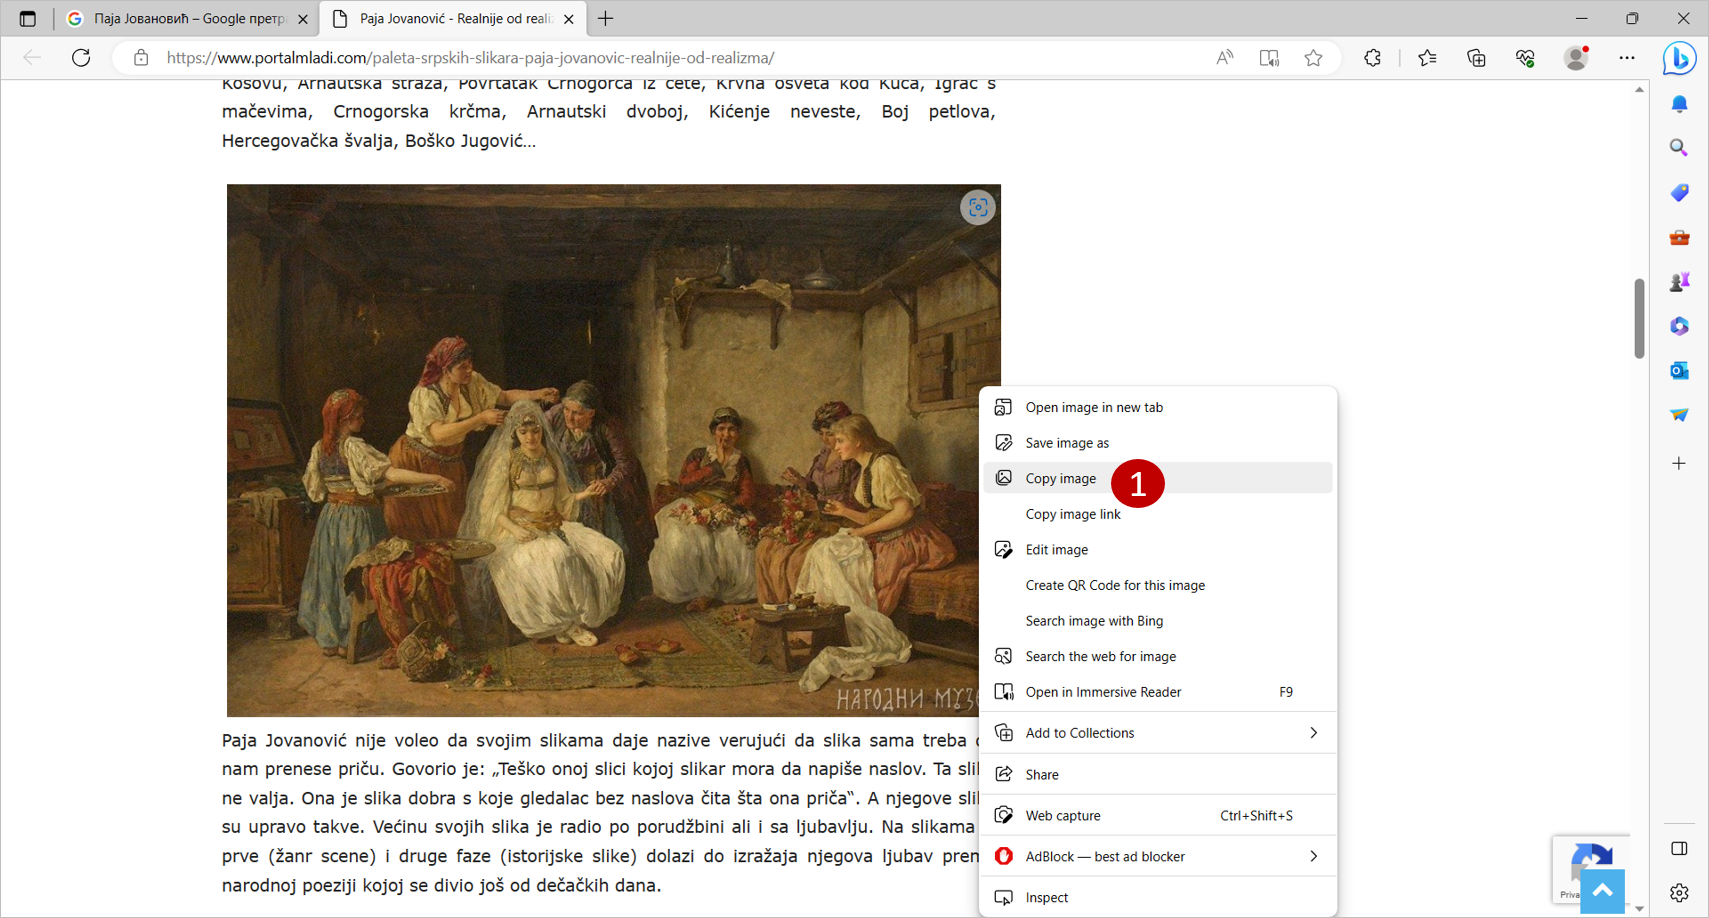 Паја Јовановић – Google претр
Paja Jovanović - Realnije od reali
https://www.portalmladi.com/paleta-srpskih-slikara-paja-jovanovic-realnije-od-realizma/
Kosovu, Arnautska straža, Povrtatak Crnogorca iz čete, Krvna osveta kod Kuča, Igrač s
mačevima, Crnogorska krčma, Arnautski dvoboj, Kićenje neveste, Boj petlova,
Hercegovačka švalja, Boško Jugović...
НАРОДНИ МУЗЕ
Open image in new tab
Save image as
Copy image
1
Copy image link
Edit image
Create QR Code for this image
Search image with Bing
Search the web for image
Open in Immersive Reader F9
Add to Collections
Share
Web capture Ctrl+Shift+S
AdBlock — best ad blocker
Inspect
Paja Jovanović nije voleo da svojim slikama daje nazive verujući da slika sama treba
nam prenese priču. Govorio je: „Teško onoj slici kojoj slikar mora da napiše naslov. Ta sli
ne valja. Ona je slika dobra s koje gledalac bez naslova čita šta ona priča“. A njegove sli
su upravo takve. Većinu svojih slika je radio po porudžbini ali i sa ljubavlju. Na slikama
prve (žanr scene) i druge faze (istorijske slike) dolazi do izražaja njegova ljubav pren
narodnoj poeziji kojoj se divio još od dečačkih dana.
Priva